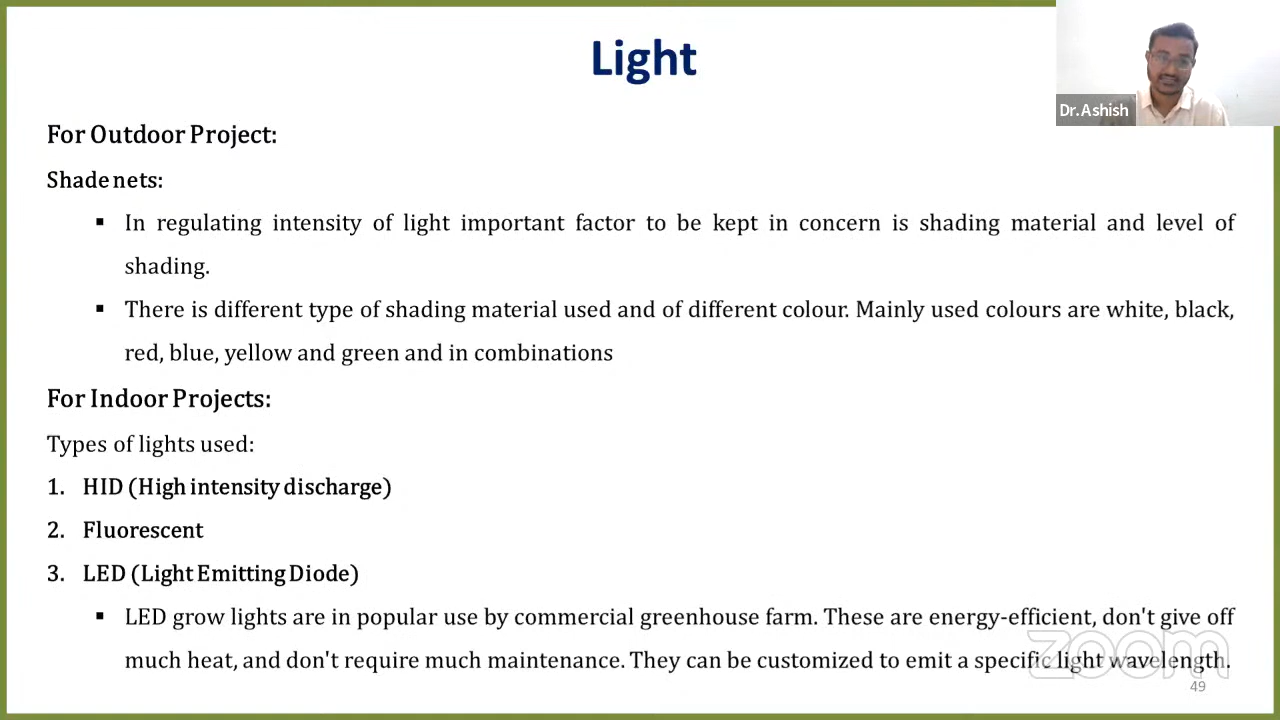 Light
Dr.Ashish
For Outdoor Project:
Shade nets:
▪ In regulating intensity of light important factor to be kept in concern is shading material and level of
shading.
▪ There is different type of shading material used and of different colour. Mainly used colours are white, black,
red, blue, yellow and green and in combinations
For Indoor Projects:
Types of lights used:
1. HID (High intensity discharge)
2. Fluorescent
3. LED (Light Emitting Diode)
▪ LED grow lights are in popular use by commercial greenhouse farm. These are energy-efficient, don't give off
much heat, and don't require much maintenance. They can be customized to emit a specific light wavelength.
zoom
49